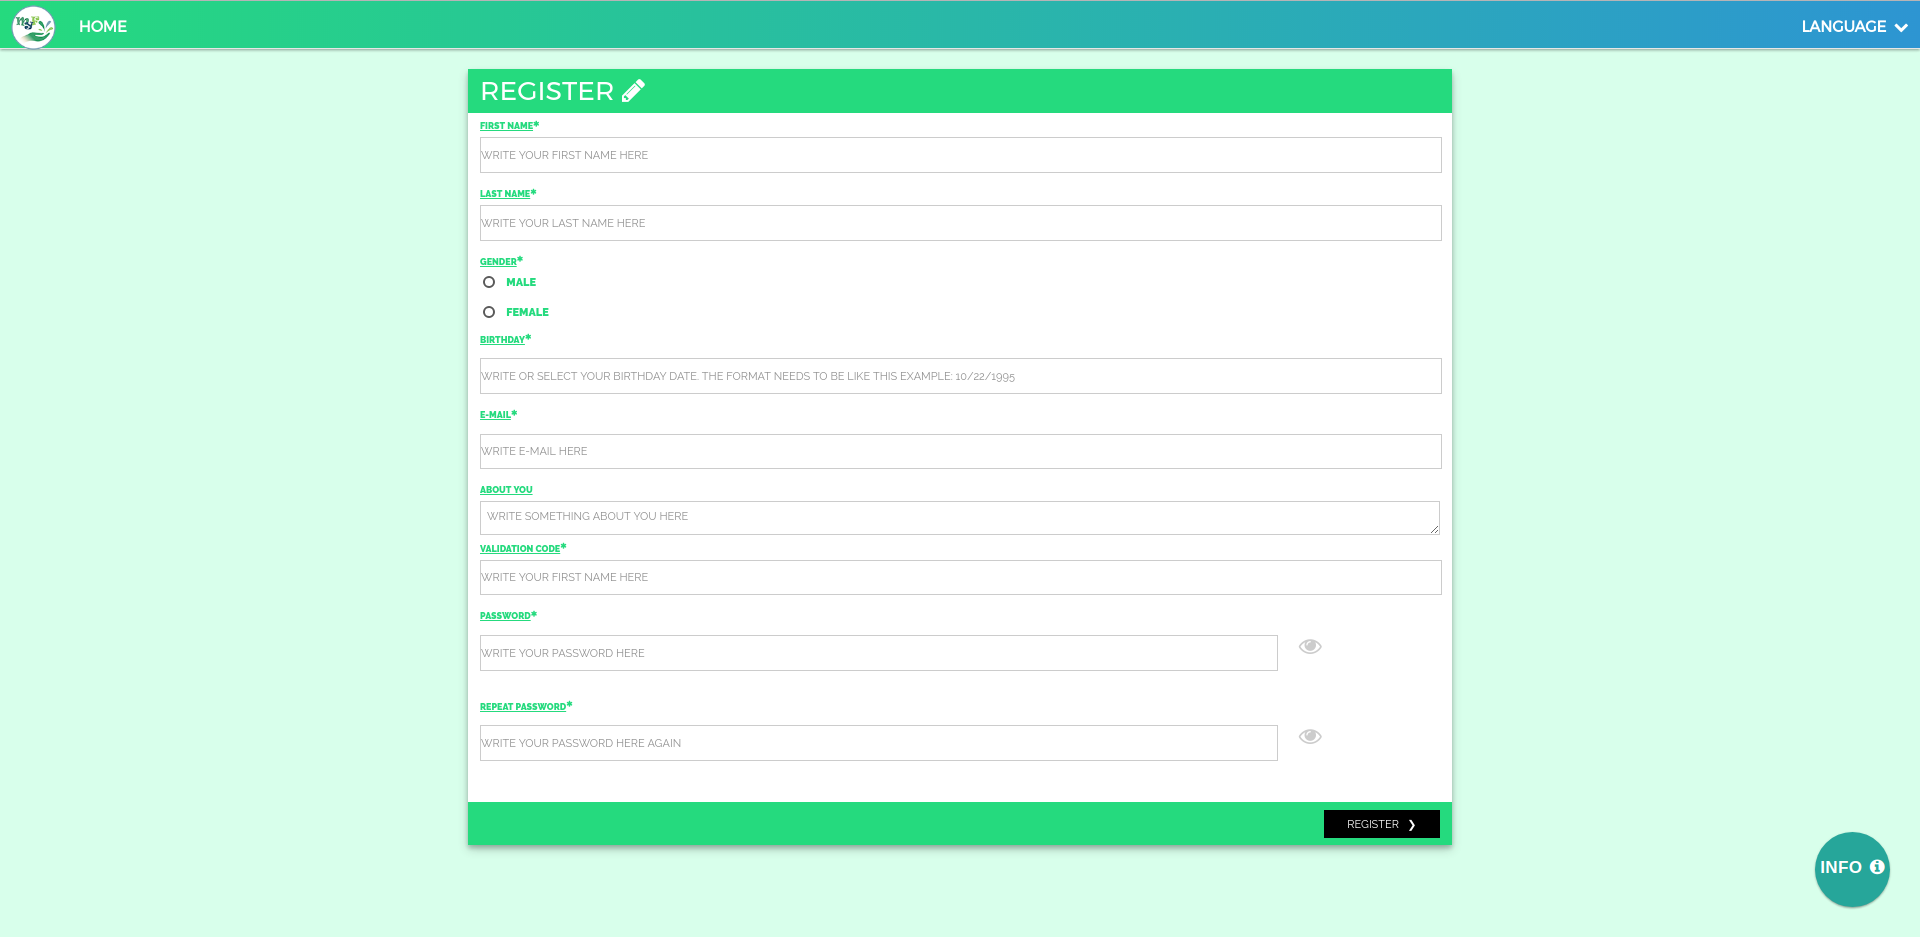 HOME
LANGUAGE
REGISTER
FIRST NAME*
WRITE YOUR FIRST NAME HERE
LAST NAME*
WRITE YOUR LAST NAME HERE
GENDER*
MALE
FEMALE
BIRTHDAY*
WRITE OR SELECT YOUR BIRTHDAY DATE. THE FORMAT NEEDS TO BE LIKE THIS EXAMPLE: 10/22/1995
E-MAIL*
WRITE E-MAIL HERE
ABOUT YOU
WRITE SOMETHING ABOUT YOU HERE
VALIDATION CODE*
WRITE YOUR FIRST NAME HERE
PASSWORD*
WRITE YOUR PASSWORD HERE
REPEAT PASSWORD*
WRITE YOUR PASSWORD HERE AGAIN
REGISTER ❯
INFO